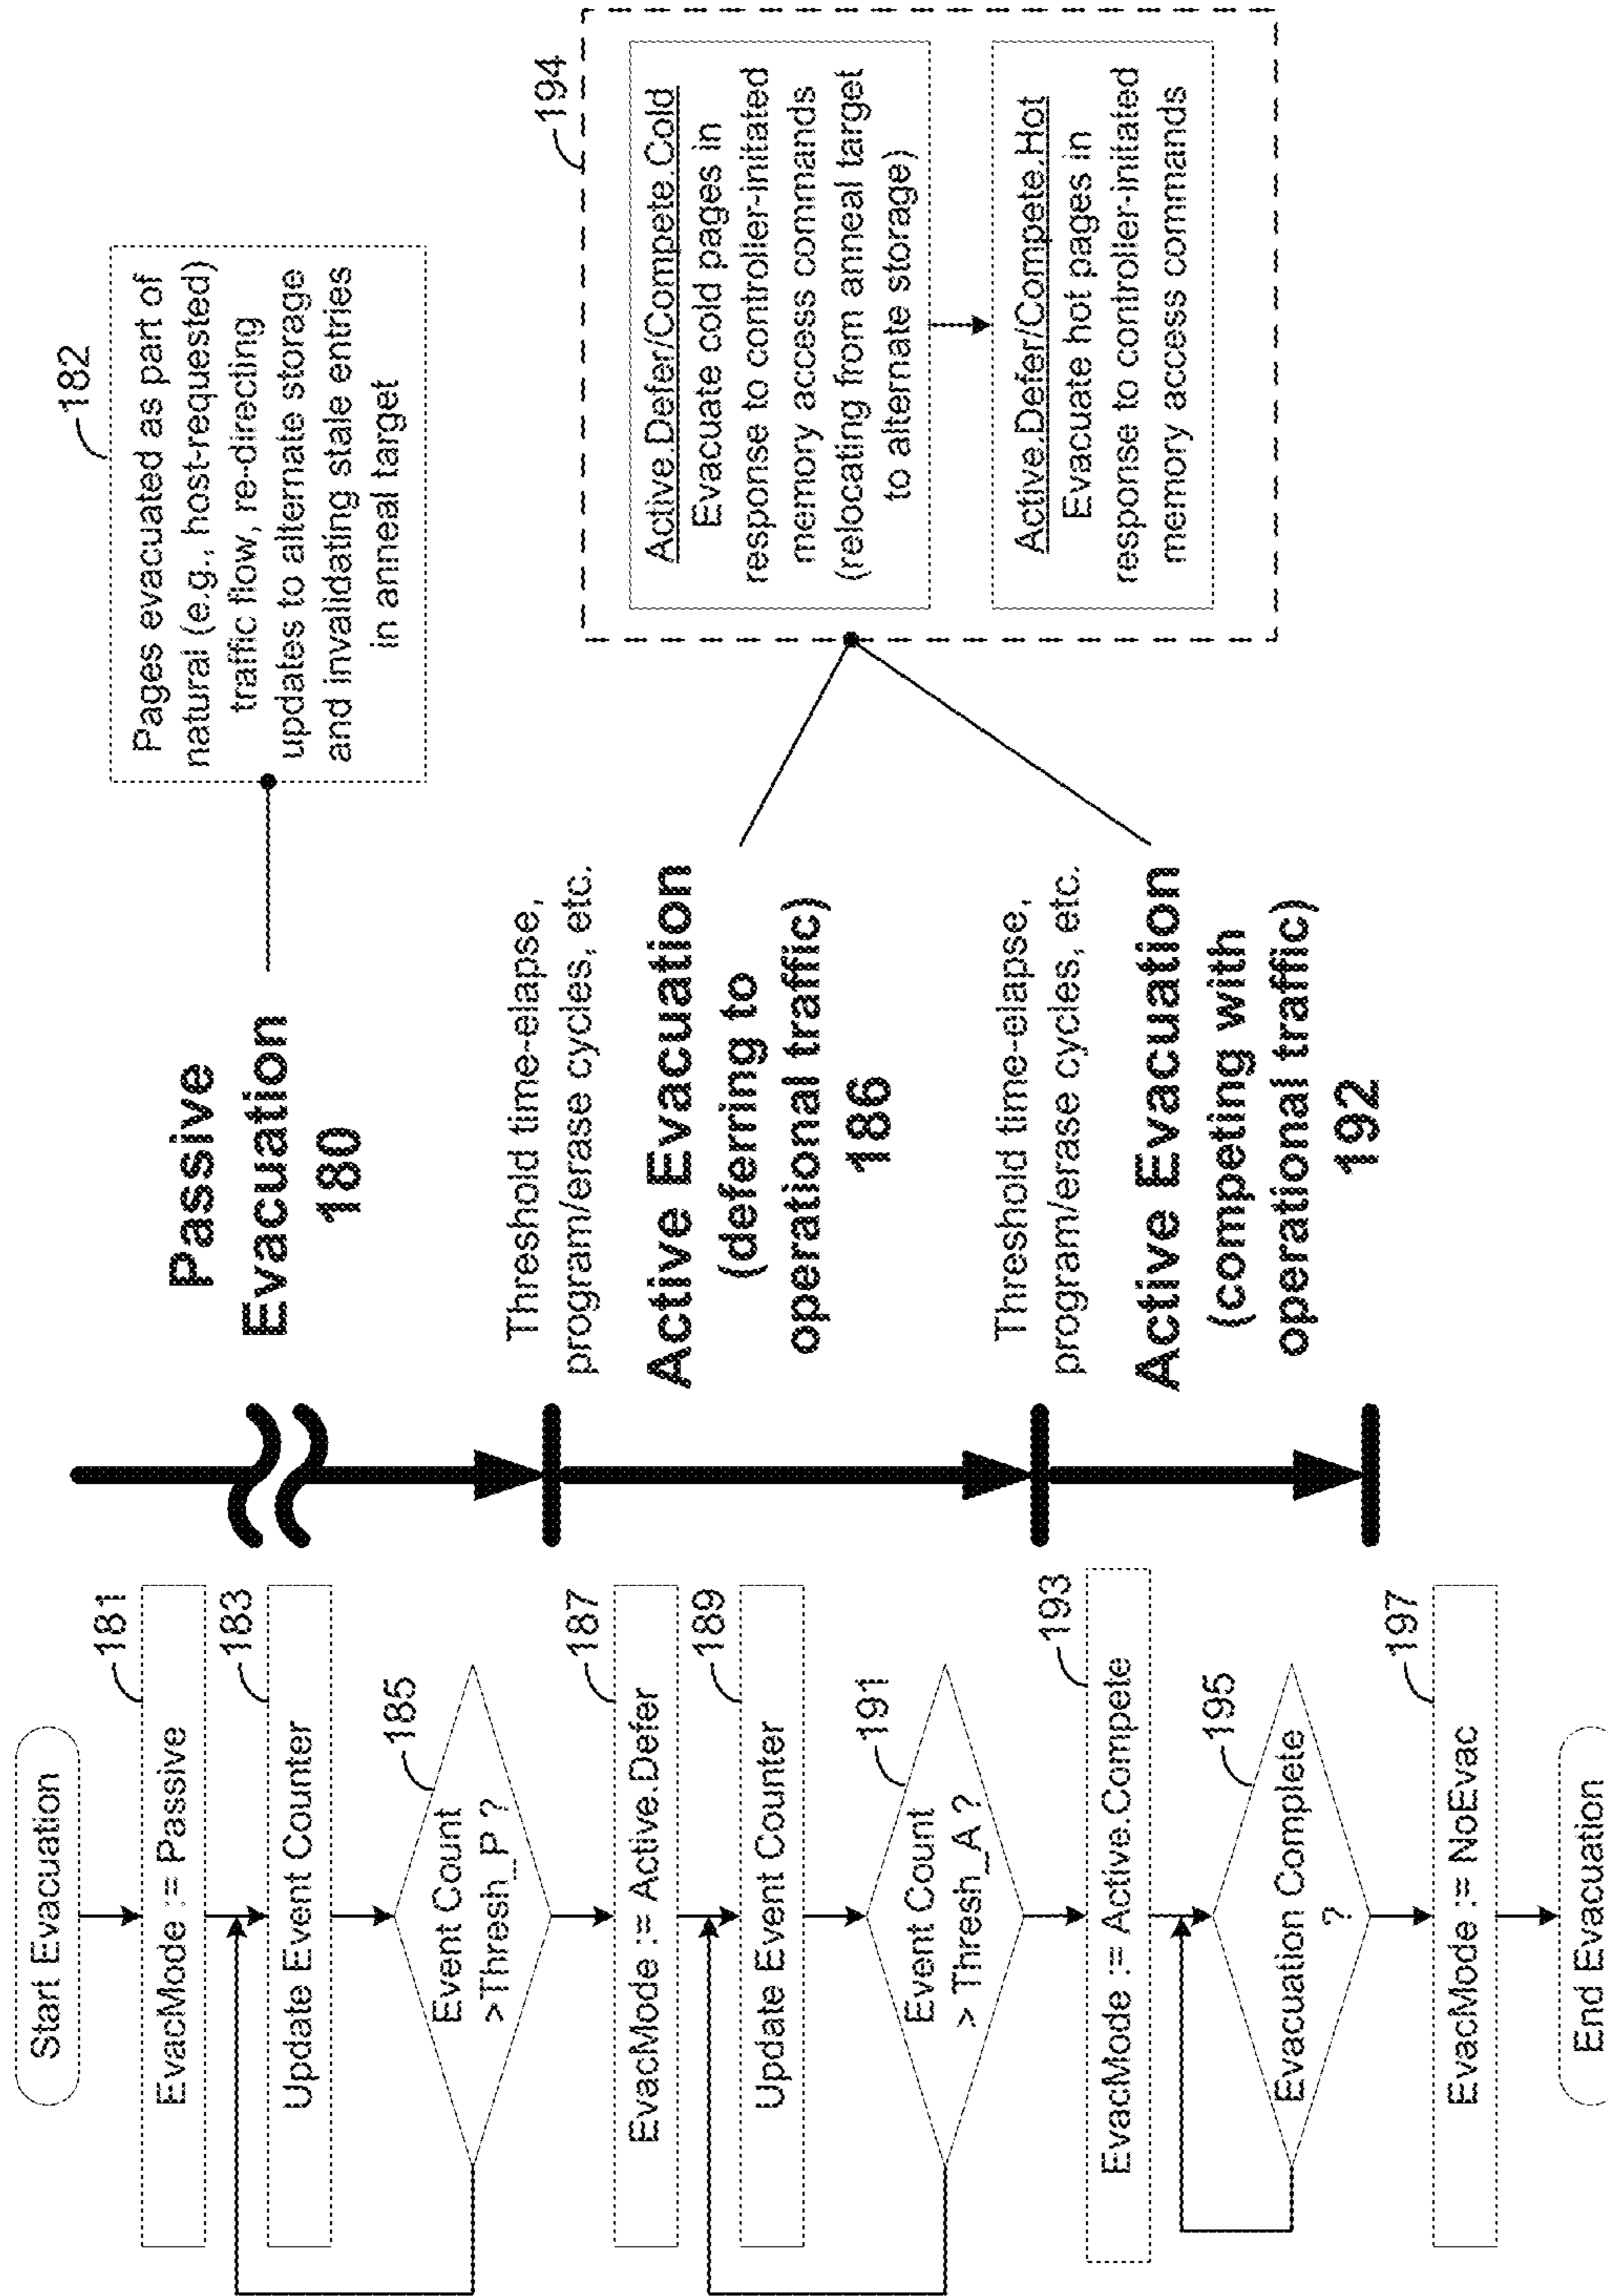 Start Evacuation
181
EvacMode := Passive
183
Update Event Counter
185
Event Count
>Thresh_P ?
187
EvacMode := Active.Defer
189
Update Event Counter
191
Event Count
> Thresh_A ?
193
EvacMode := Active.Compete
195
Evacuation Complete
?
197
EvacMode := NoEvac
End Evacuation
Passive
Evacuation
180
Threshold time-elapse,
program/erase cycles, etc.
Active Evacuation
(deferring to
operational traffic)
186
Threshold time-elapse,
program/erase cycles, etc.
Active Evacuation
(competing with
operational traffic)
192
182
Pages evacuated as part of
natural (e.g., host-requested)
traffic flow, re-directing
updates to alternate storage
and invalidating stale entries
in anneal target
194
Active.Defer/Compete.Cold
Evacuate cold pages in
response to controller-initiated
memory access commands
(relocating from anneal target
to alternate storage)
Active.Defer/Compete.Hot
Evacuate hot pages in
response to controller-initated
memory access commands